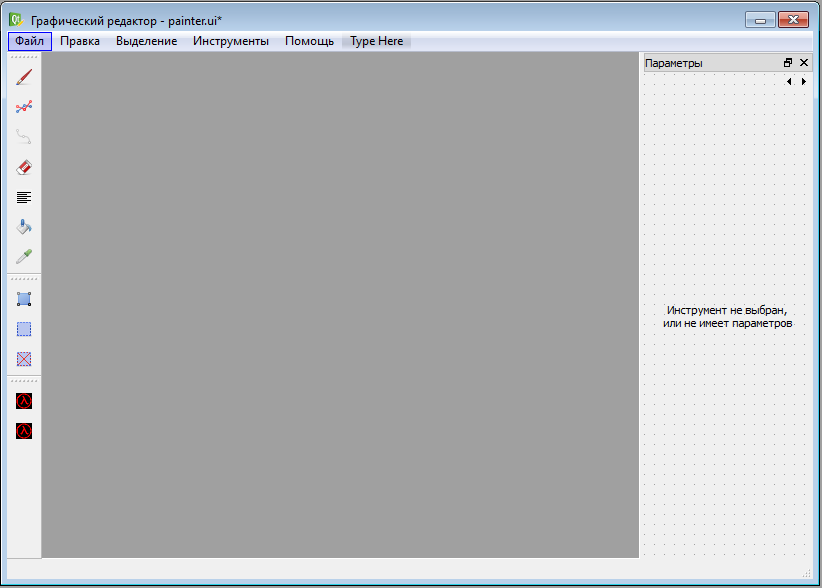 Графический редактор - painter.ui*
Файл Правка Выделение Инструменты Помощь Type Here
Параметры
Инструмент не выбран,
или не имеет параметров